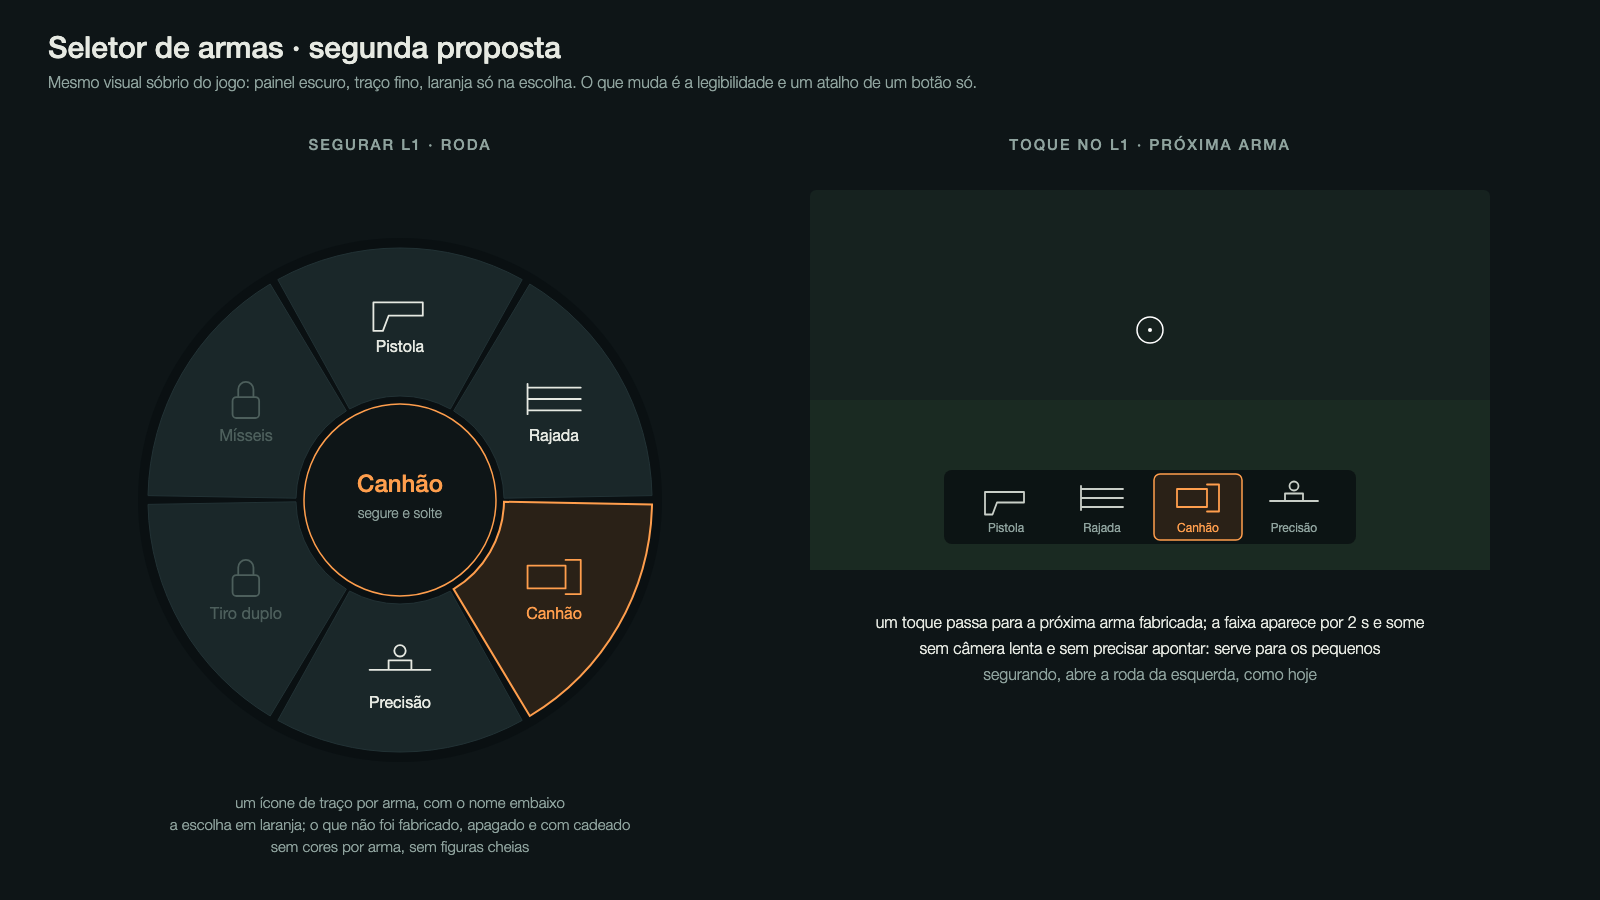 Seletor de armas · segunda proposta
Mesmo visual sóbrio do jogo: painel escuro, traço fino, laranja só na escolha. O que muda é a legibilidade e um atalho de um botão só.
SEGURAR L1 · RODA
Pistola
Mísseis
Rajada
Canhão
segure e solte
Tiro duplo
Canhão
Precisão
um ícone de traço por arma, com o nome embaixo
a escolha em laranja; o que não foi fabricado, apagado e com cadeado
sem cores por arma, sem figuras cheias
TOQUE NO L1 · PRÓXIMA ARMA
Pistola
Rajada
Canhão
Precisão
um toque passa para a próxima arma fabricada; a faixa aparece por 2 s e some
sem câmera lenta e sem precisar apontar: serve para os pequenos
segurando, abre a roda da esquerda, como hoje